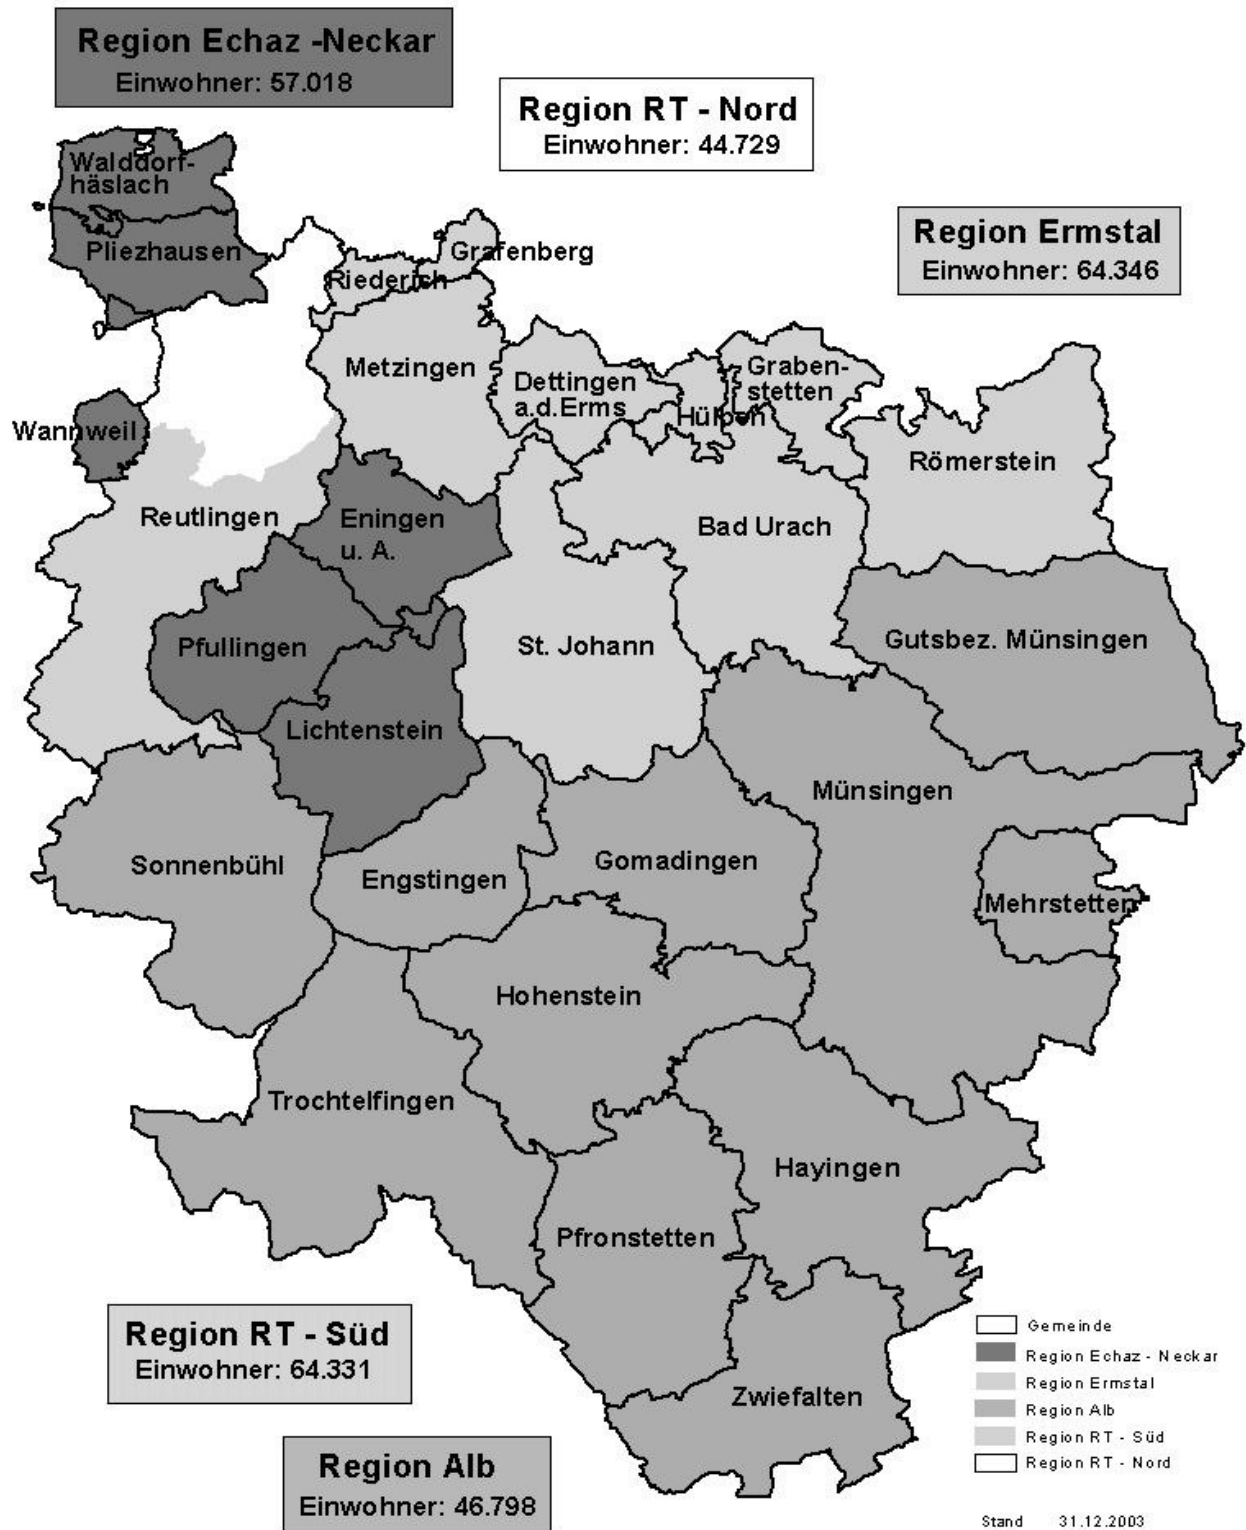 Region Echaz -Neckar
Einwohner: 57.018
Region RT - Nord
Einwohner: 44.729
Walddorf-
häslach
Region Ermstal
Einwohner: 64.346
Pliezhausen
Grafenberg
Riederich
Metzingen
Dettingen
a.d.Erms
Graben-
stetten
Hülben
Wannweil
Römerstein
Reutlingen
Eningen
u. A.
Bad Urach
Pfullingen
St. Johann
Gutsbez. Münsingen
Lichtenstein
Münsingen
Sonnenbühl
Engstingen
Gomadingen
Mehrstetten
Hohenstein
Trochtelfingen
Hayingen
Pfronstetten
Region RT - Süd
Einwohner: 64.331
Zwiefalten
Region Alb
Einwohner: 46.798
Gemeinde
Region Echaz - Neckar
Region Ermstal
Region Alb
Region RT - Süd
Region RT - Nord
Stand 31.12.2003